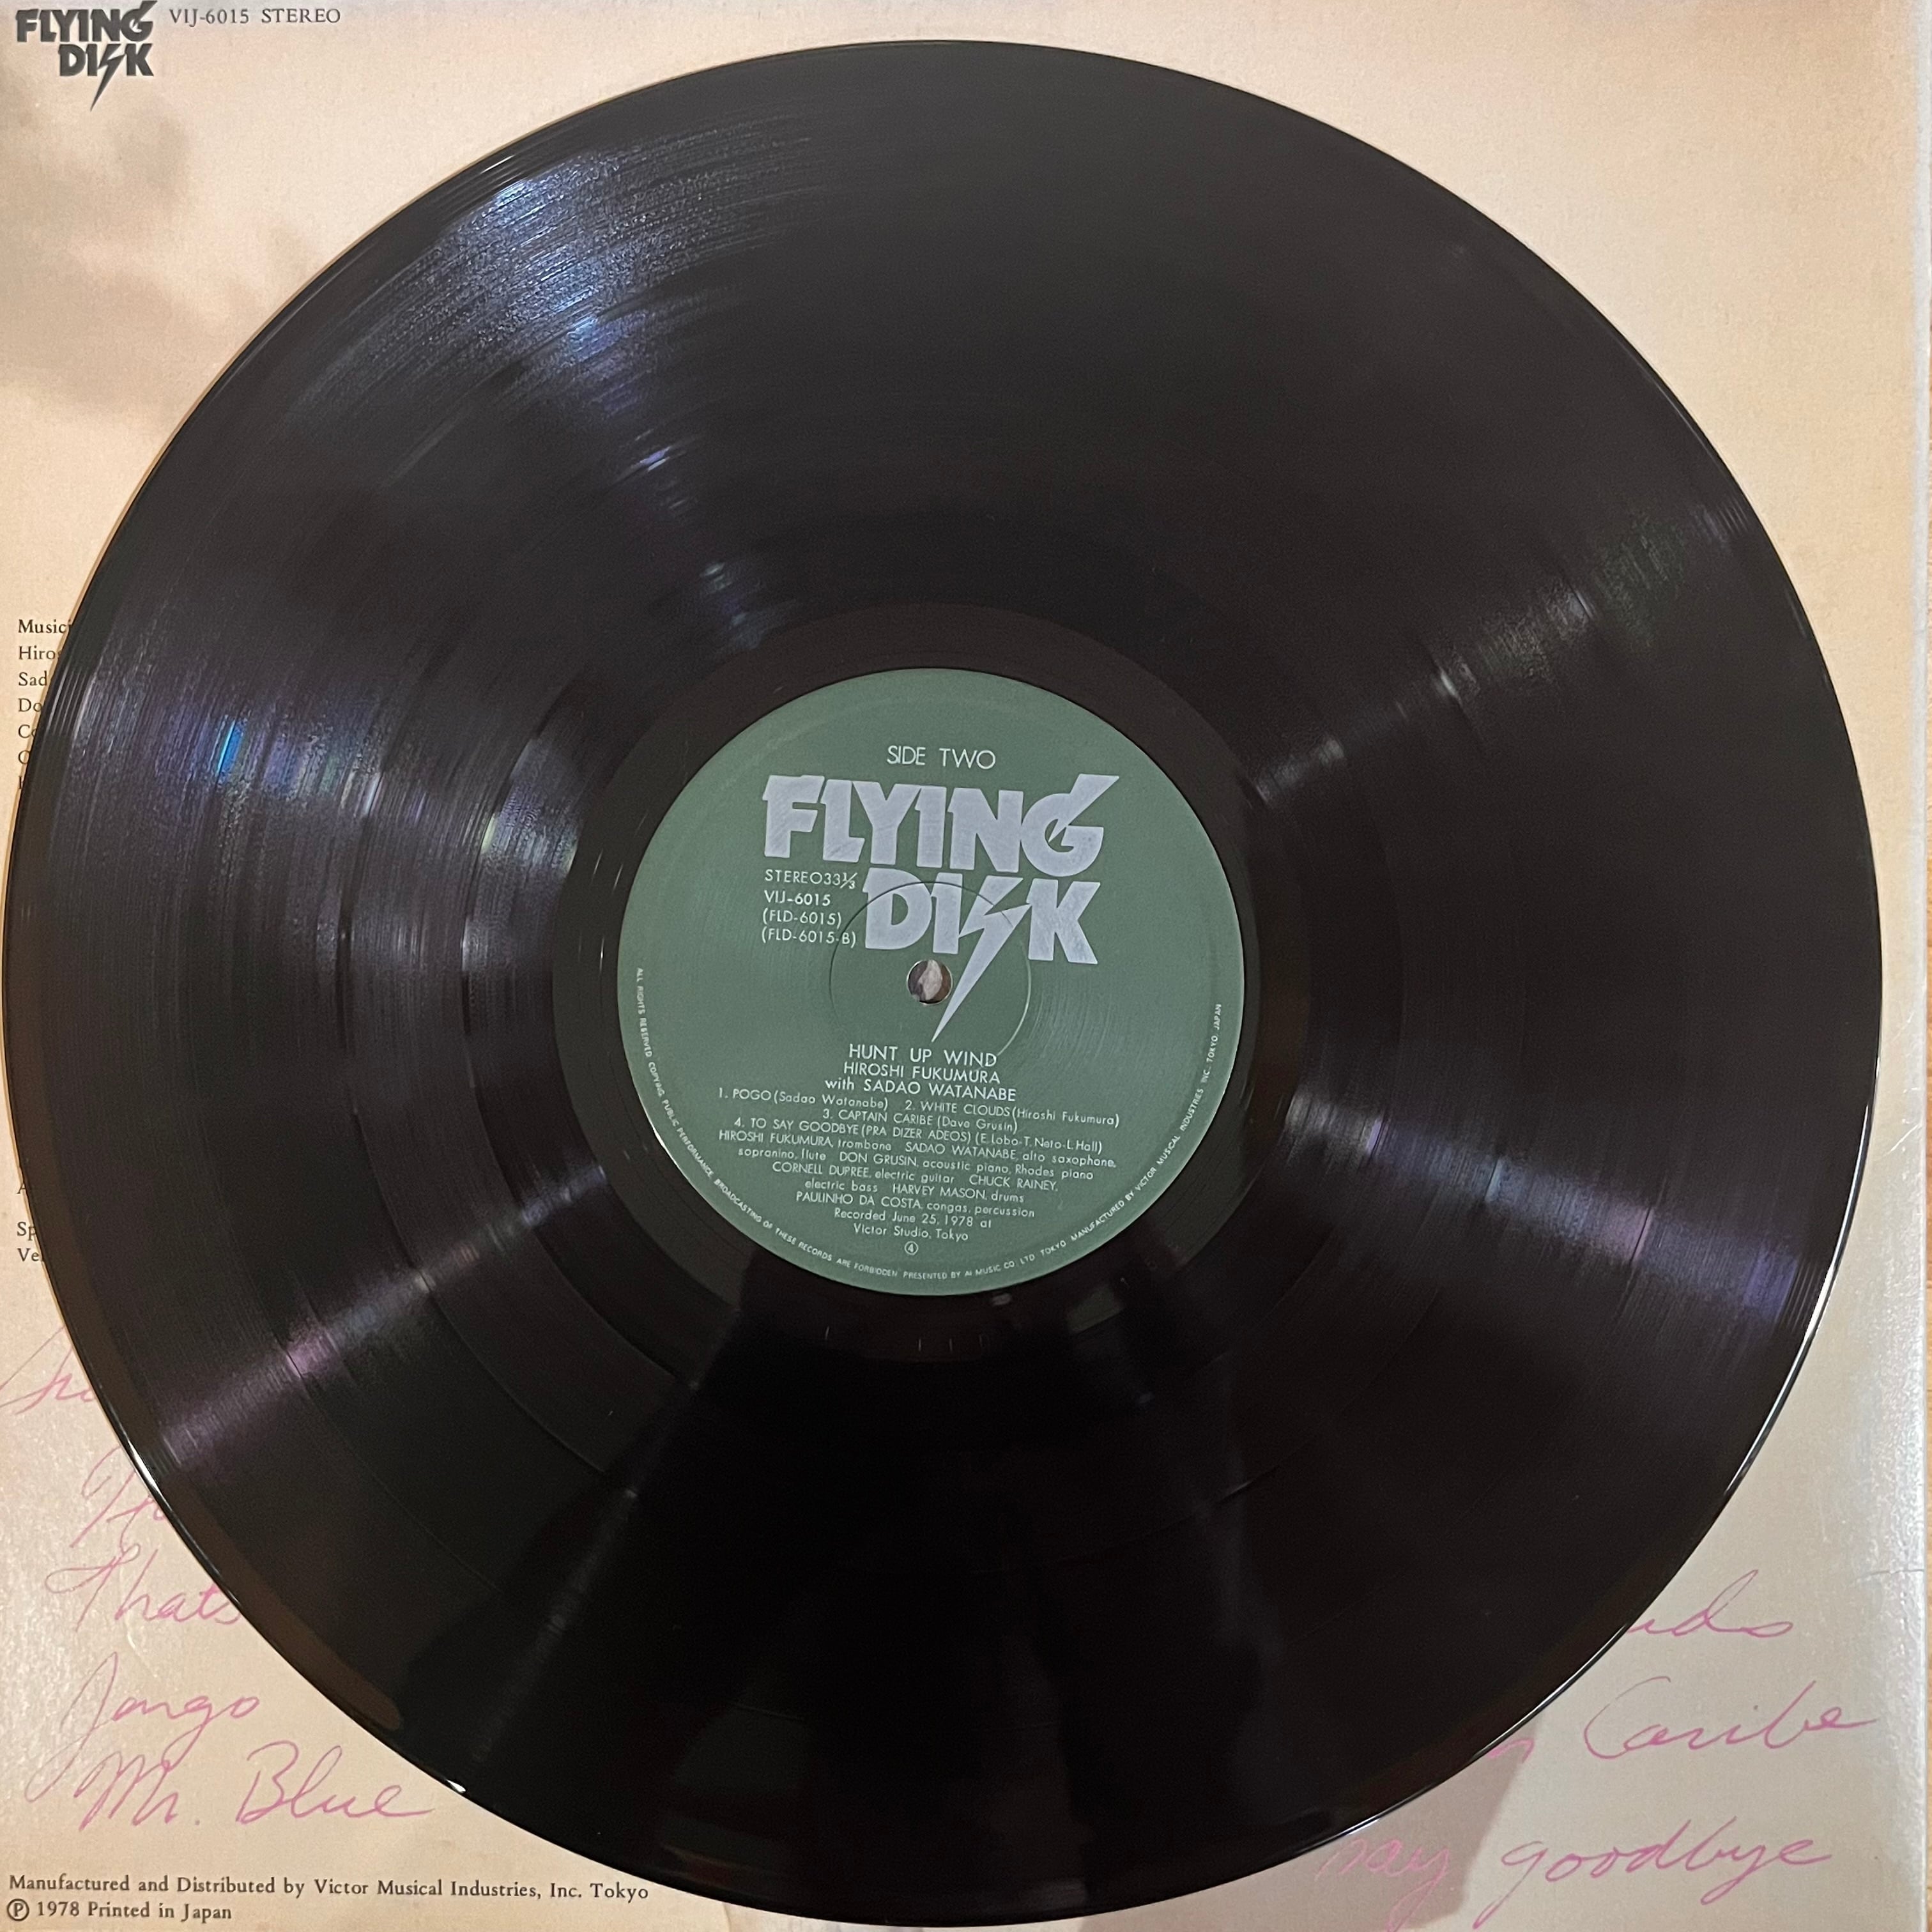 FLYING
DISK
VIJ-6015 STEREO
SIDE TWO
FLYING
DISK
STEREO33⅓
VIJ-6015
(FLD-6015)
(FLD-6015-B)
HUNT UP WIND
HIROSHI FUKUMURA
with SADAO WATANABE
1. POGO (Sadao Watanabe) 2. WHITE CLOUDS (Hiroshi Fukumura)
3. CAPTAIN CARIBE (Dave Grusin)
4. TO SAY GOODBYE (PRA DIZER ADEOS) (E. Lobo-T. Neto-L. Hall)
HIROSHI FUKUMURA, trombone SADAO WATANABE, alto saxophone,
sopranino, flute DON GRUSIN, acoustic piano, Rhodes piano
CORNELL DUPREE, electric guitar CHUCK RAINEY,
electric bass HARVEY MASON, drums
PAULINHO DA COSTA, congas, percussion
Recorded June 25, 1978 at
Victor Studio, Tokyo
④
ALL RIGHTS RESERVED COPYING PUBLIC PERFORMANCE BROADCASTING OF THESE RECORDS ARE FORBIDDEN PRESENTED BY AI MUSIC CO. LTD TOKYO MANUFACTURED BY VICTOR MUSICAL INDUSTRIES INC. TOKYO JAPAN
Thats
Jongo
Mr. Blue
Caribe
say goodbye
Manufactured and Distributed by Victor Musical Industries, Inc. Tokyo
Ⓟ 1978 Printed in Japan